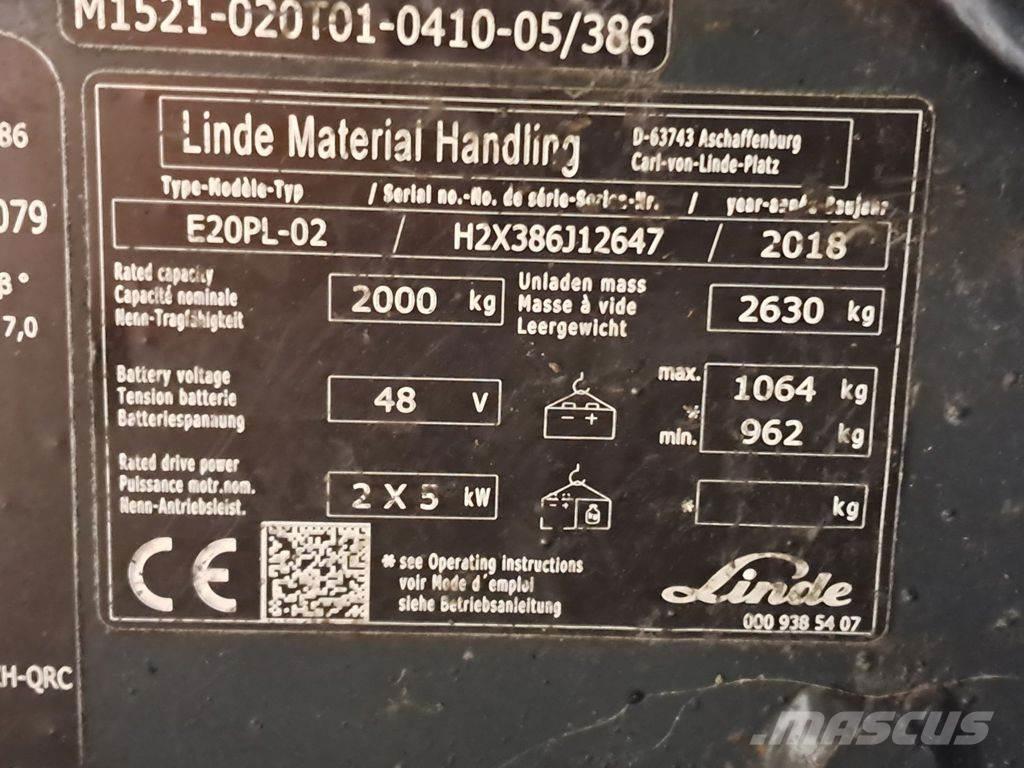 M1521-020T01-0410-05/386
86
079
8°
7,0
H-QRC
Linde Material Handling
D-63743 Aschaffenburg
Carl-von-Linde-Platz
Type-Modèle-Typ / Serial no.-No. de série-Serien-Nr. / year-année-Baujahr
E20PL-02 / H2X386J12647 / 2018
Rated capacity
Capacité nominale
Nenn-Tragfähigkeit
2000 kg
Unladen mass
Masse à vide
Leergewicht
2630 kg
Battery voltage
Tension batterie
Batteriespannung
48 V
- +
max. 1064 kg
*
min. 962 kg
Rated drive power
Puissance motr.nom.
Nenn-Antriebsleist.
2 X 5 kW
- +
kg
* kg
CE
* see Operating Instructions
voir Mode d´emploi
siehe Betriebsanleitung
Linde
000 938 54 07
MASCUS